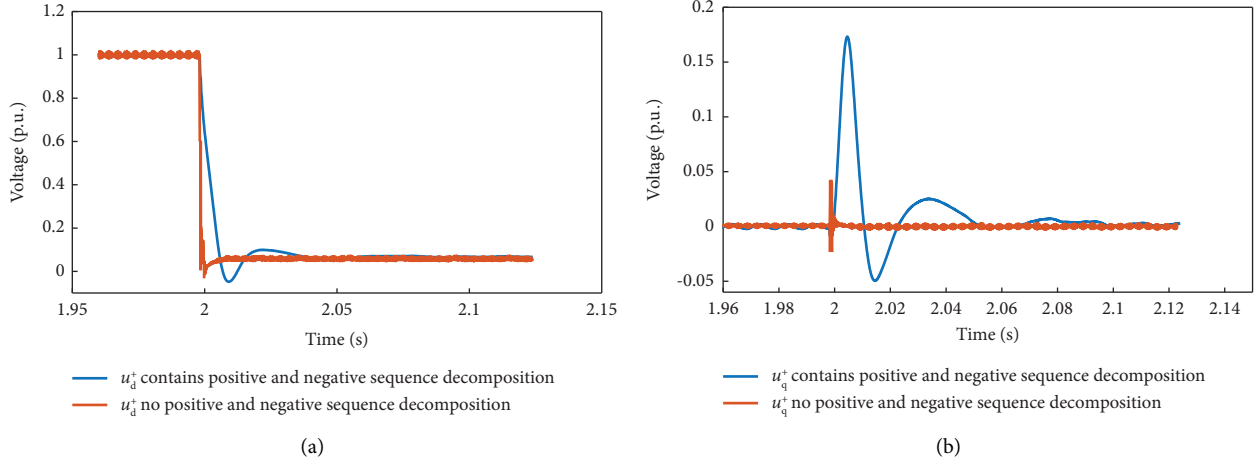 1.2
1
0.8
0.6
0.4
0.2
0
Voltage (p.u.)
1.95 2 2.05 2.1 2.15
Time (s)
u_d^+ contains positive and negative sequence decomposition
u_d^+ no positive and negative sequence decomposition
(a)
0.2
0.15
0.1
0.05
0
-0.05
Voltage (p.u.)
1.96 1.98 2 2.02 2.04 2.06 2.08 2.1 2.12 2.14
Time (s)
u_q^+ contains positive and negative sequence decomposition
u_q^+ no positive and negative sequence decomposition
(b)